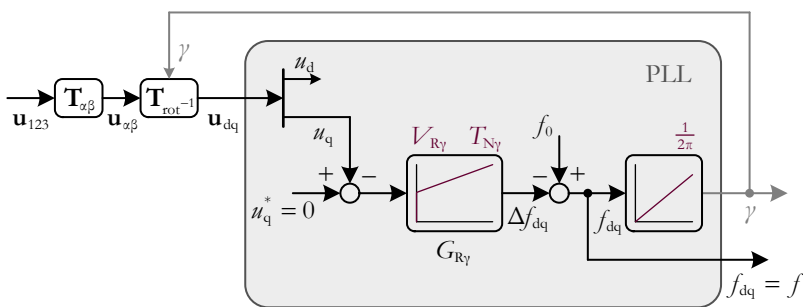 γ
PLL
u_d
T_αβ
T_rot⁻¹
u_123
u_αβ
u_dq
u_q
V_Rγ T_Nγ
f_0
1/2π
+ − − +
u_q^* = 0
Δf_dq
f_dq
γ
G_Rγ
f_dq = f